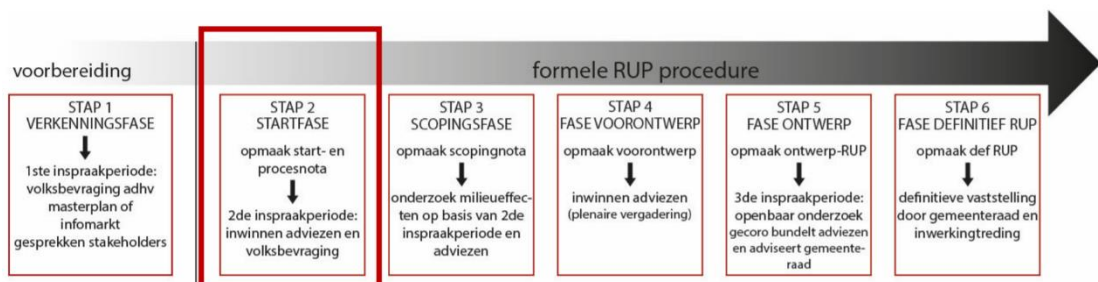 voorbereiding
formele RUP procedure
STAP 1
VERKENNINGSFASE
1ste inspraakperiode:
volksbevraging adhv
masterplan of
infomarkt
gesprekken stakeholders
STAP 2
STARTFASE
opmaak start- en
procesnota
2de inspraakperiode:
inwinnen adviezen en
volksbevraging
STAP 3
SCOPINGSFASE
opmaak scopingnota
onderzoek milieueffec-
ten op basis van 2de
inspraakperiode en
adviezen
STAP 4
FASE VOORONTWERP
opmaak voorontwerp
inwinnen adviezen
(plenaire vergadering)
STAP 5
FASE ONTWERP
opmaak ontwerp-RUP
3de inspraakperiode:
openbaar onderzoek
gecoro bundelt adviezen
en adviseert gemeente-
raad
STAP 6
FASE DEFINITIEF RUP
opmaak def RUP
definitieve vaststelling
door gemeenteraad en
inwerkingtreding